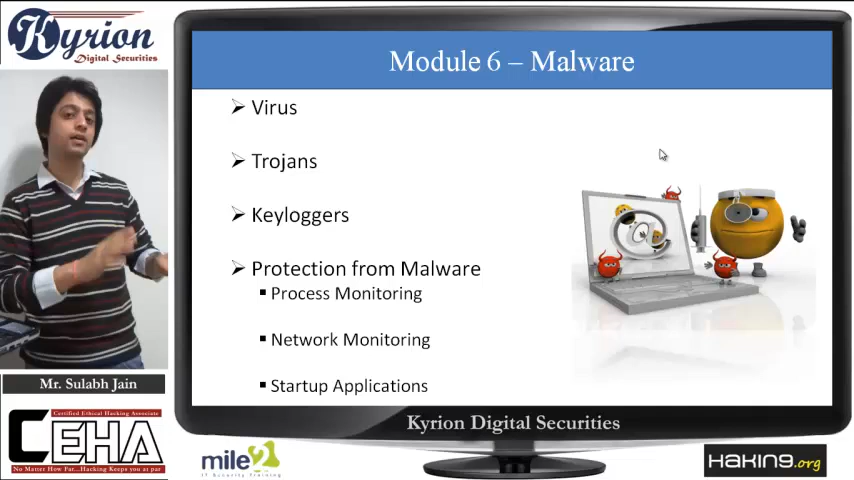 Kyrion
Digital Securities
Module 6 – Malware
Virus
Trojans
Keyloggers
Protection from Malware
Process Monitoring
Network Monitoring
Startup Applications
@
Mr. Sulabh Jain
Kyrion Digital Securities
Certified Ethical Hacking Associate
CEHA
No Matter How Far...Hacking Keeps you at par
mile2
IT Security Training
HAKIN9.org